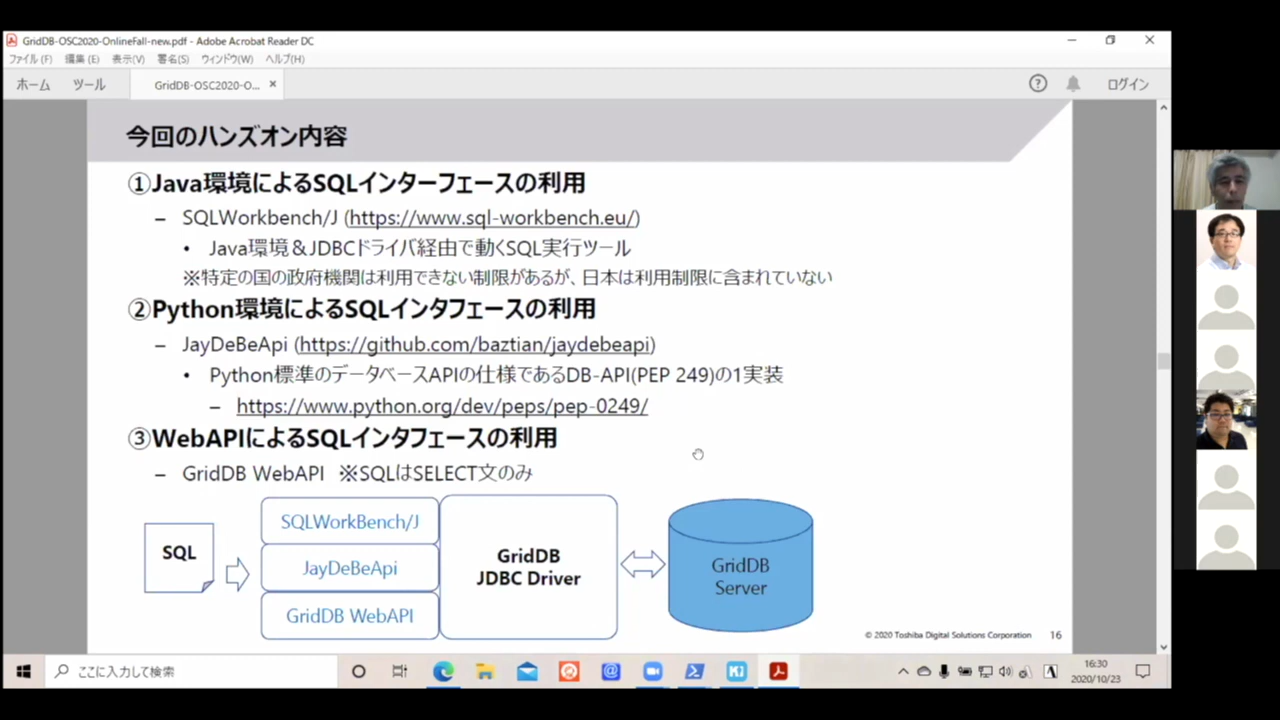 GridDB-OSC2020-OnlineFall-new.pdf - Adobe Acrobat Reader DC
ファイル(F) 編集(E) 表示(V) 署名(S) ウィンドウ(W) ヘルプ(H)
ホーム ツール GridDB-OSC2020-O... × ? ログイン
今回のハンズオン内容
①Java環境によるSQLインターフェースの利用
– SQLWorkbench/J (https://www.sql-workbench.eu/)
• Java環境＆JDBCドライバ経由で動くSQL実行ツール
※特定の国の政府機関は利用できない制限があるが、日本は利用制限に含まれていない
②Python環境によるSQLインタフェースの利用
– JayDeBeApi (https://github.com/baztian/jaydebeapi)
• Python標準のデータベースAPIの仕様であるDB-API(PEP 249)の1実装
– https://www.python.org/dev/peps/pep-0249/
③WebAPIによるSQLインタフェースの利用
– GridDB WebAPI ※SQLはSELECT文のみ
SQL
SQLWorkBench/J
JayDeBeApi
GridDB WebAPI
GridDB
JDBC Driver
GridDB
Server
© 2020 Toshiba Digital Solutions Corporation 16
ここに入力して検索
A
16:30
2020/10/23